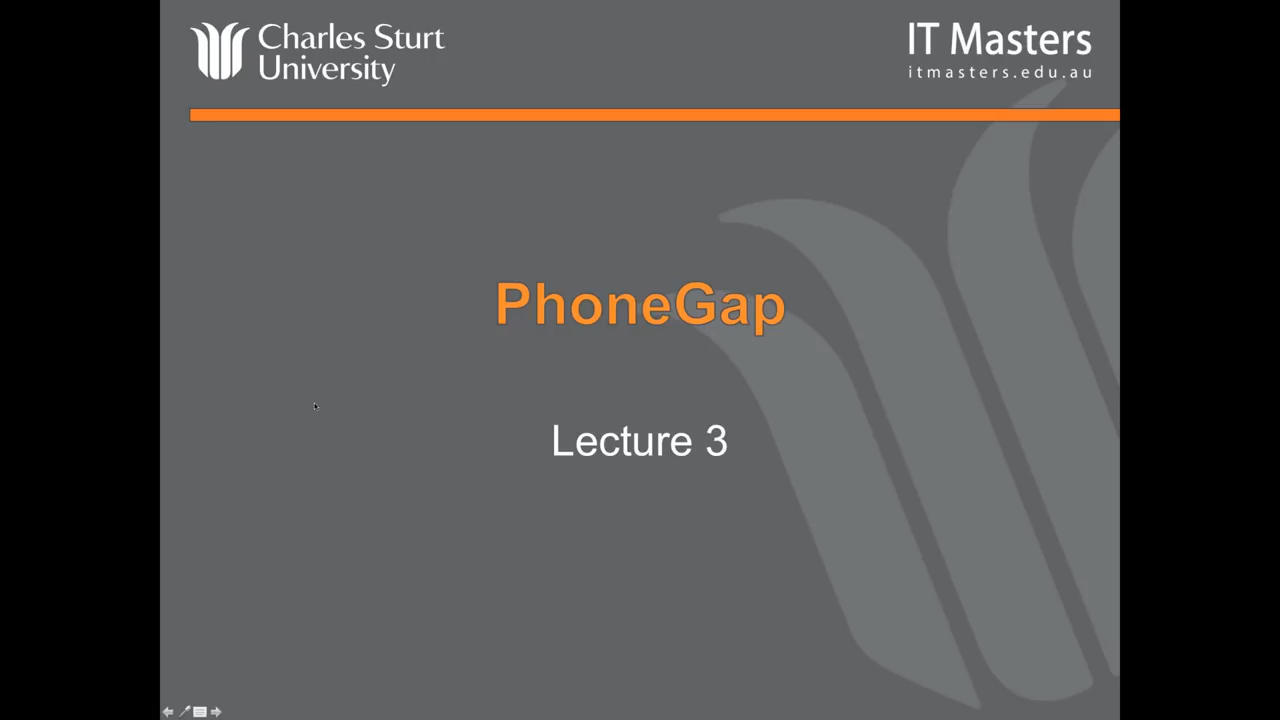 Charles Sturt
University
IT Masters
itmasters.edu.au
PhoneGap
Lecture 3